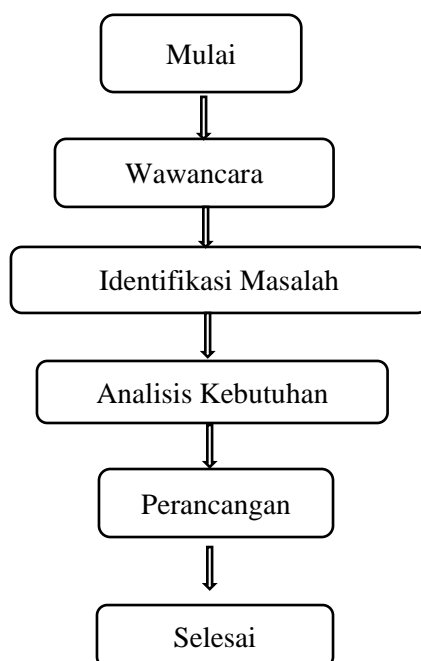 Mulai
Wawancara
Identifikasi Masalah
Analisis Kebutuhan
Perancangan
Selesai